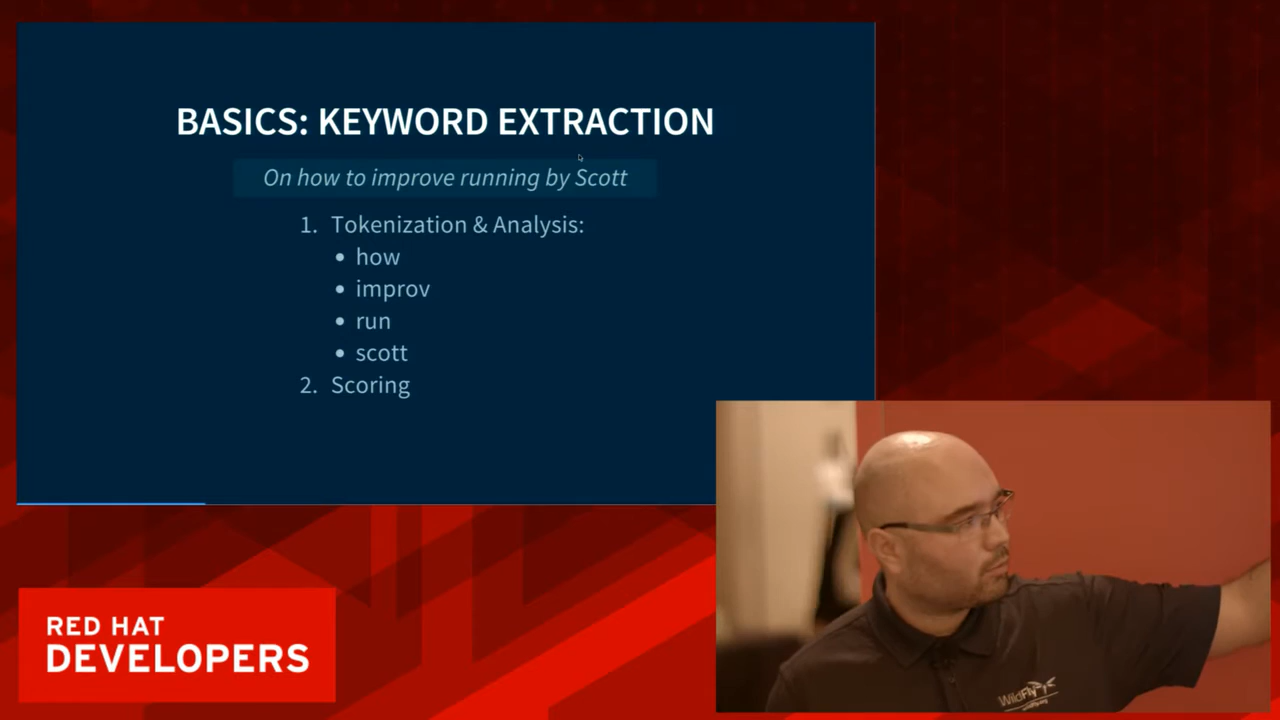 BASICS: KEYWORD EXTRACTION
On how to improve running by Scott
1. Tokenization & Analysis:
• how
• improv
• run
• scott
2. Scoring
RED HAT
DEVELOPERS
WildFly